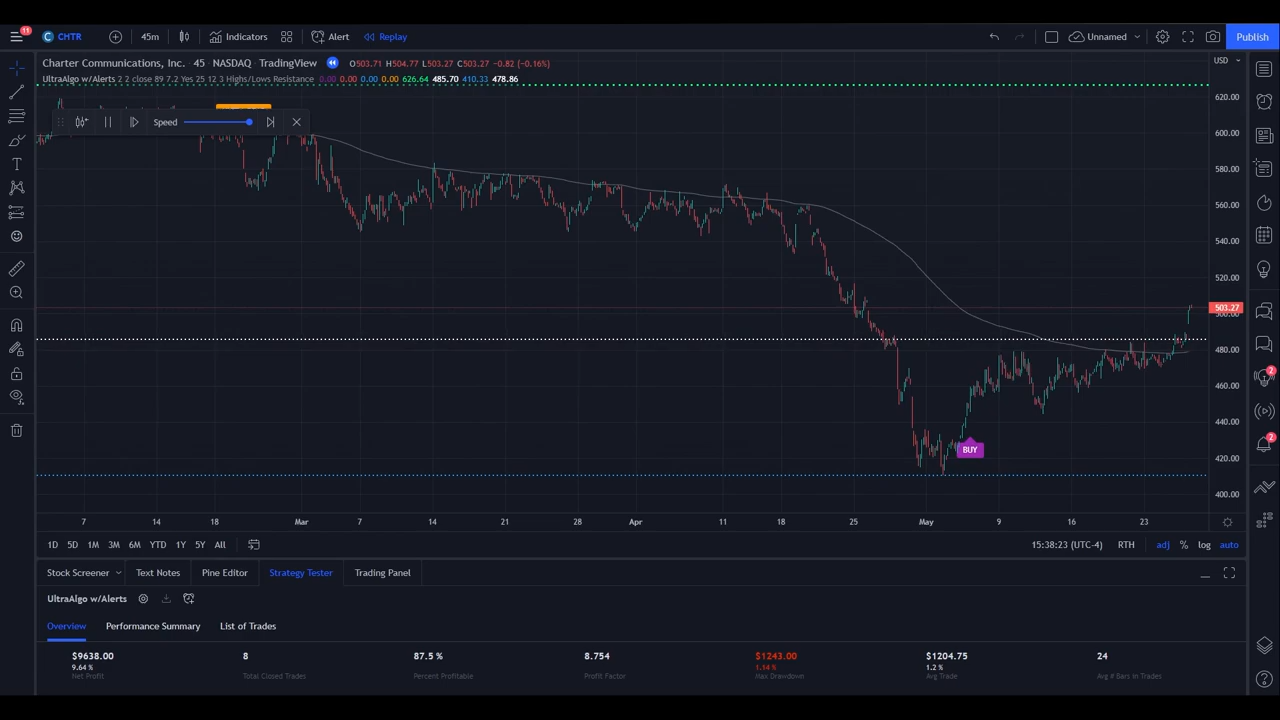 11
CHTR 45m Indicators Alert Replay Unnamed Publish
Charter Communications, Inc. · 45 · NASDAQ · TradingView O503.71 H504.77 L503.27 C503.27 −0.82 (−0.16%) USD
UltraAlgo w/Alerts 2 2 close 89 7.2 Yes 25 12 3 Highs/Lows Resistance 0.00 0.00 0.00 0.00 626.64 485.70 410.33 478.86
620.00
Speed
600.00
580.00
560.00
540.00
520.00
503.27
500.00
480.00
460.00
440.00
BUY
420.00
400.00
7 14 18 Mar 7 14 21 28 Apr 11 18 25 May 9 16 23
1D 5D 1M 3M 6M YTD 1Y 5Y All 15:38:23 (UTC-4) RTH adj % log auto
2
2
Stock Screener Text Notes Pine Editor Strategy Tester Trading Panel
UltraAlgo w/Alerts
Overview Performance Summary List of Trades
$9638.00 8 87.5 % 8.754 $1243.00 $1204.75 24
9.64 % 1.14 % 1.2 %
Net Profit Total Closed Trades Percent Profitable Profit Factor Max Drawdown Avg Trade Avg # Bars in Trades